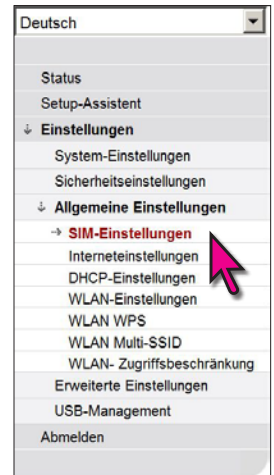 Deutsch
Status
Setup-Assistent
Einstellungen
System-Einstellungen
Sicherheitseinstellungen
Allgemeine Einstellungen
SIM-Einstellungen
Interneteinstellungen
DHCP-Einstellungen
WLAN-Einstellungen
WLAN WPS
WLAN Multi-SSID
WLAN- Zugriffsbeschränkung
Erweiterte Einstellungen
USB-Management
Abmelden